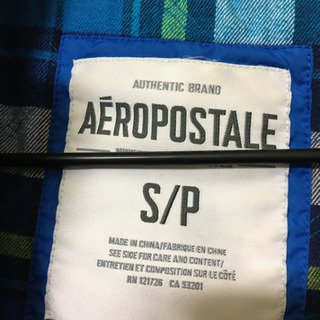 AUTHENTIC BRAND
AÉROPOSTALE
S/P
MADE IN CHINA/FABRIQUE EN CHINE
SEE SIDE FOR CARE AND CONTENT/
ENTRETIEN ET COMPOSITION SUR LE CÔTÉ
RN 121726 CA 53201